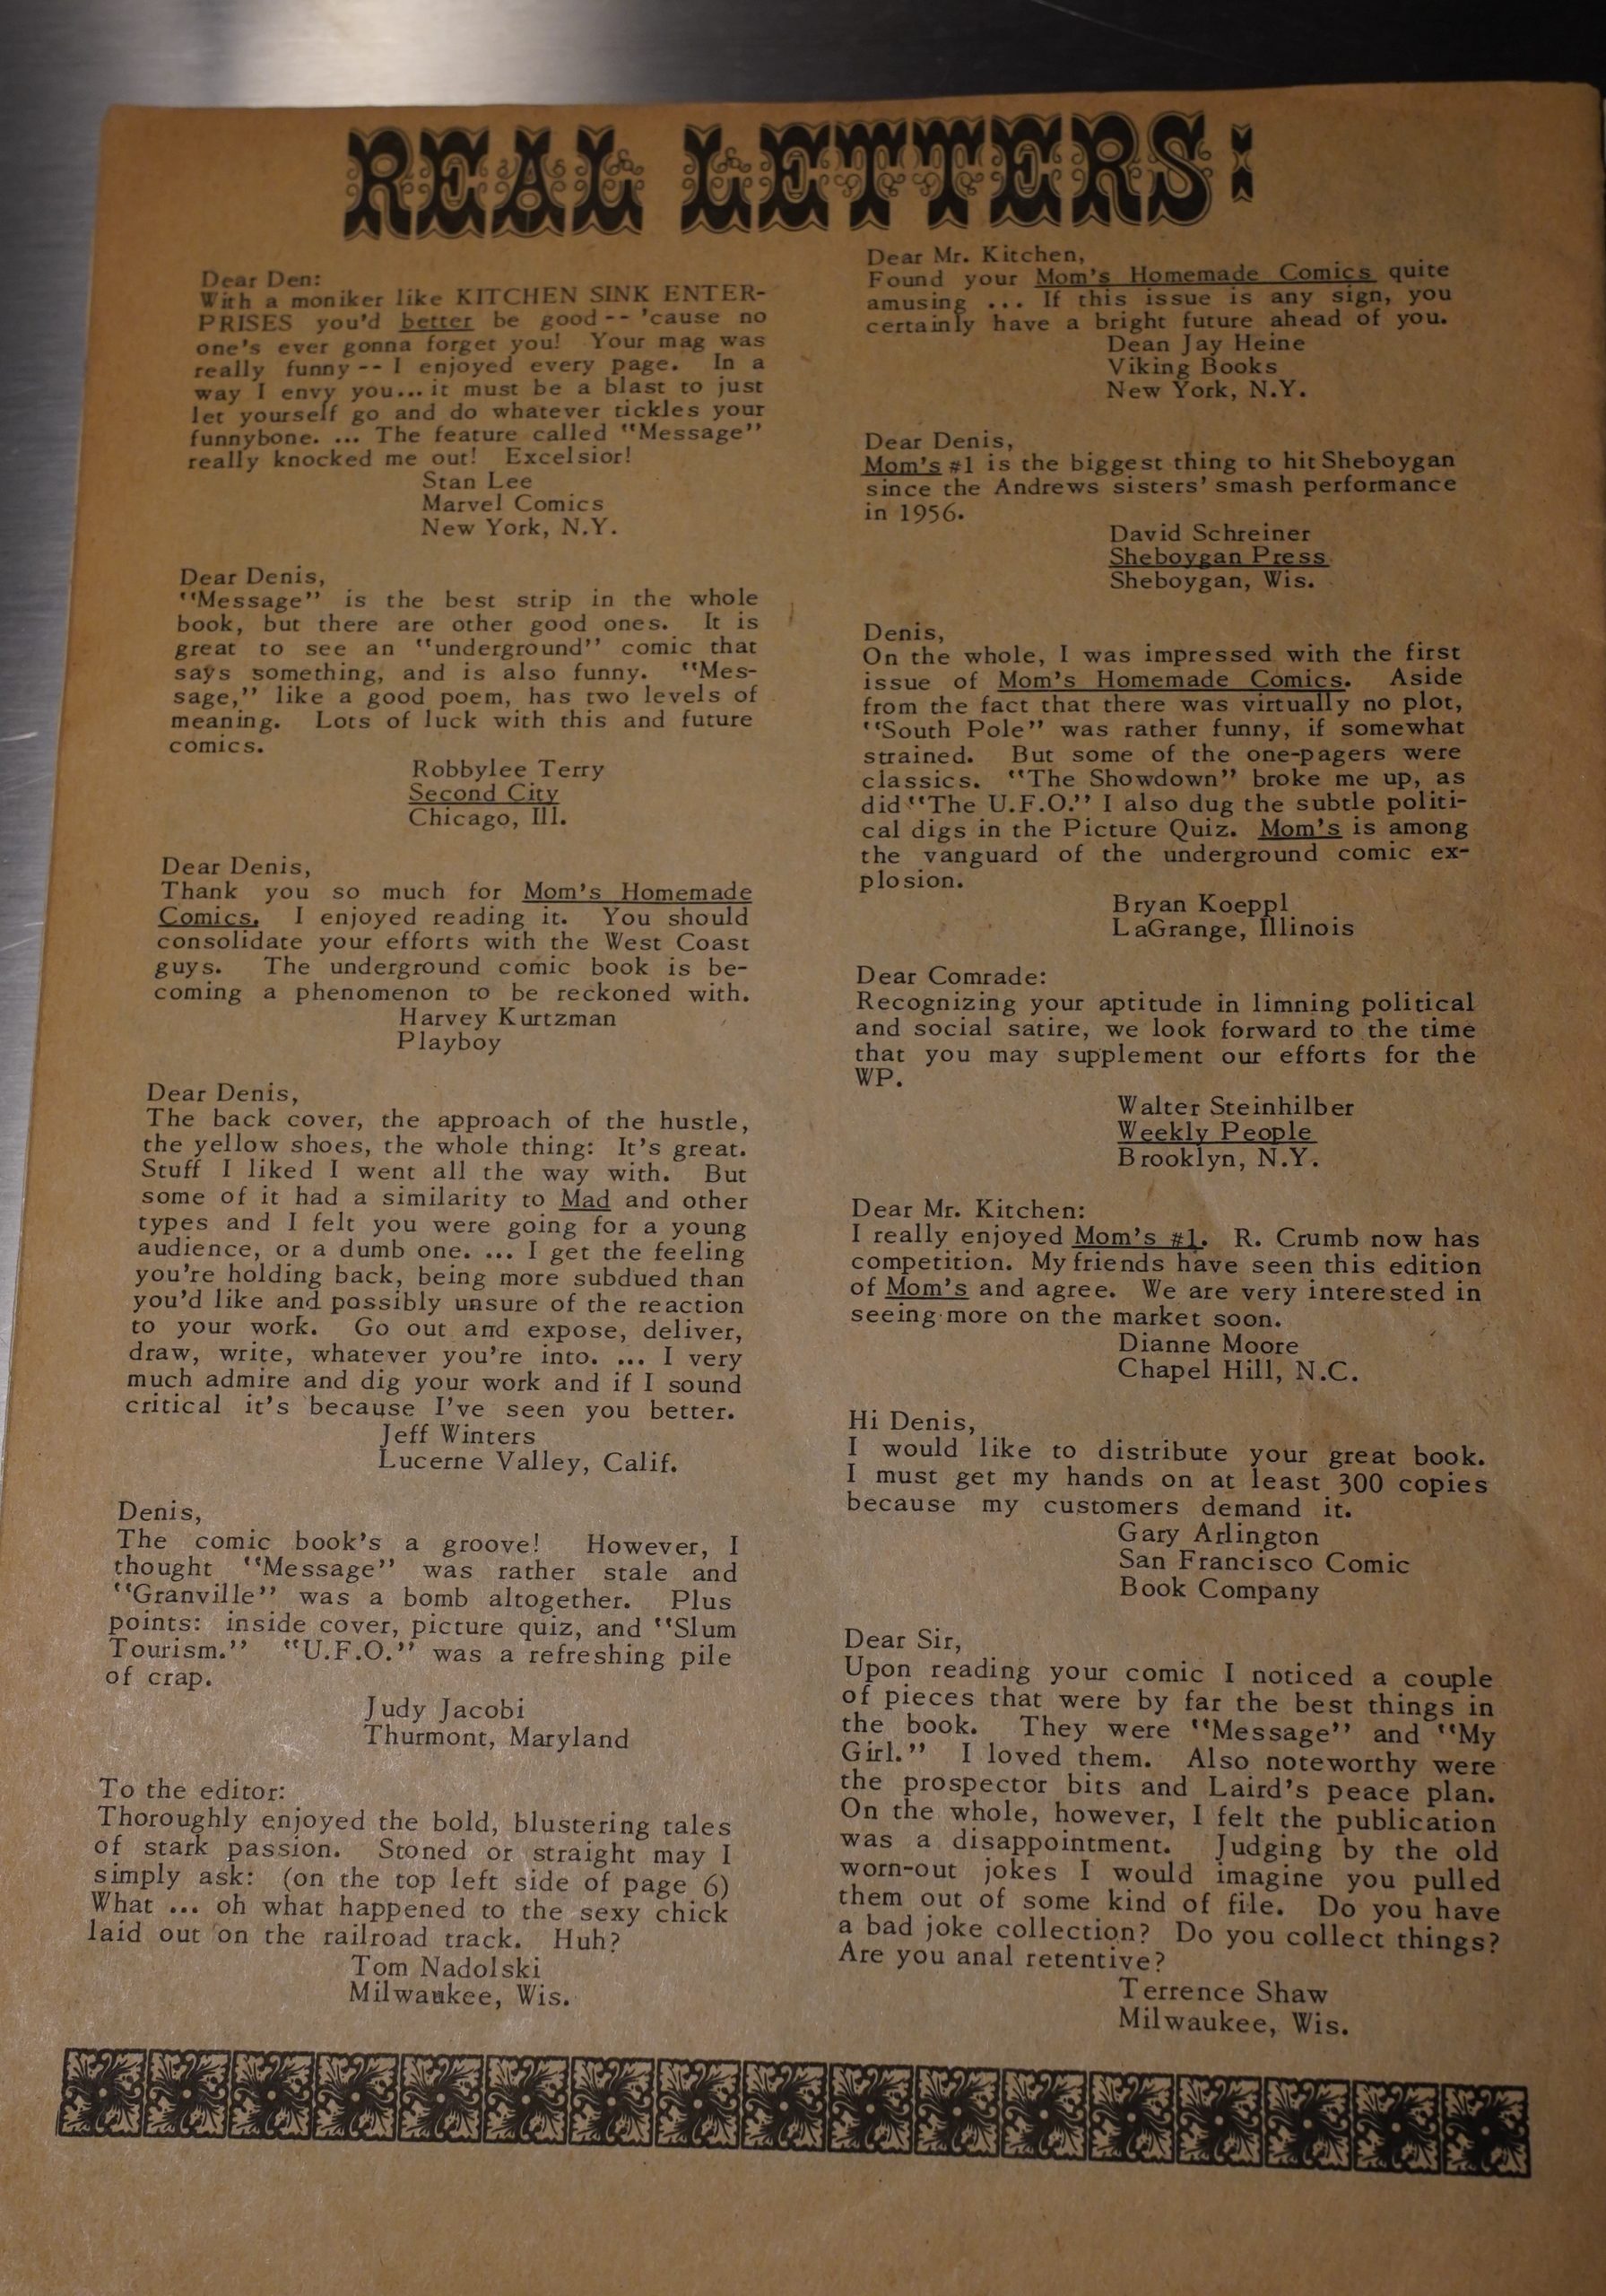 REAL LETTERS:
Dear Den:
With a moniker like KITCHEN SINK ENTER-
PRISES you'd better be good -- 'cause no
one's ever gonna forget you! Your mag was
really funny -- I enjoyed every page. In a
way I envy you... it must be a blast to just
let yourself go and do whatever tickles your
funnybone. ... The feature called "Message"
really knocked me out! Excelsior!
Stan Lee
Marvel Comics
New York, N.Y.
Dear Denis,
"Message" is the best strip in the whole
book, but there are other good ones. It is
great to see an "underground" comic that
says something, and is also funny. "Mes-
sage," like a good poem, has two levels of
meaning. Lots of luck with this and future
comics.
Robbylee Terry
Second City
Chicago, Ill.
Dear Denis,
Thank you so much for Mom's Homemade
Comics. I enjoyed reading it. You should
consolidate your efforts with the West Coast
guys. The underground comic book is be-
coming a phenomenon to be reckoned with.
Harvey Kurtzman
Playboy
Dear Denis,
The back cover, the approach of the hustle,
the yellow shoes, the whole thing: It's great.
Stuff I liked I went all the way with. But
some of it had a similarity to Mad and other
types and I felt you were going for a young
audience, or a dumb one. ... I get the feeling
you're holding back, being more subdued than
you'd like and possibly unsure of the reaction
to your work. Go out and expose, deliver,
draw, write, whatever you're into. ... I very
much admire and dig your work and if I sound
critical it's because I've seen you better.
Jeff Winters
Lucerne Valley, Calif.
Denis,
The comic book's a groove! However, I
thought "Message" was rather stale and
"Granville" was a bomb altogether. Plus
points: inside cover, picture quiz, and "Slum
Tourism." "U.F.O." was a refreshing pile
of crap.
Judy Jacobi
Thurmont, Maryland
To the editor:
Thoroughly enjoyed the bold, blustering tales
of stark passion. Stoned or straight may I
simply ask: (on the top left side of page 6)
What ... oh what happened to the sexy chick
laid out on the railroad track. Huh?
Tom Nadolski
Milwaukee, Wis.
Dear Mr. Kitchen,
Found your Mom's Homemade Comics quite
amusing ... If this issue is any sign, you
certainly have a bright future ahead of you.
Dean Jay Heine
Viking Books
New York, N.Y.
Dear Denis,
Mom's #1 is the biggest thing to hit Sheboygan
since the Andrews sisters' smash performance
in 1956.
David Schreiner
Sheboygan Press
Sheboygan, Wis.
Denis,
On the whole, I was impressed with the first
issue of Mom's Homemade Comics. Aside
from the fact that there was virtually no plot,
"South Pole" was rather funny, if somewhat
strained. But some of the one-pagers were
classics. "The Showdown" broke me up, as
did "The U.F.O." I also dug the subtle politi-
cal digs in the Picture Quiz. Mom's is among
the vanguard of the underground comic ex-
plosion.
Bryan Koeppl
LaGrange, Illinois
Dear Comrade:
Recognizing your aptitude in limning political
and social satire, we look forward to the time
that you may supplement our efforts for the
WP.
Walter Steinhilber
Weekly People
Brooklyn, N.Y.
Dear Mr. Kitchen:
I really enjoyed Mom's #1. R. Crumb now has
competition. My friends have seen this edition
of Mom's and agree. We are very interested in
seeing more on the market soon.
Dianne Moore
Chapel Hill, N.C.
Hi Denis,
I would like to distribute your great book.
I must get my hands on at least 300 copies
because my customers demand it.
Gary Arlington
San Francisco Comic
Book Company
Dear Sir,
Upon reading your comic I noticed a couple
of pieces that were by far the best things in
the book. They were "Message" and "My
Girl." I loved them. Also noteworthy were
the prospector bits and Laird's peace plan.
On the whole, however, I felt the publication
was a disappointment. Judging by the old
worn-out jokes I would imagine you pulled
them out of some kind of file. Do you have
a bad joke collection? Do you collect things?
Are you anal retentive?
Terrence Shaw
Milwaukee, Wis.